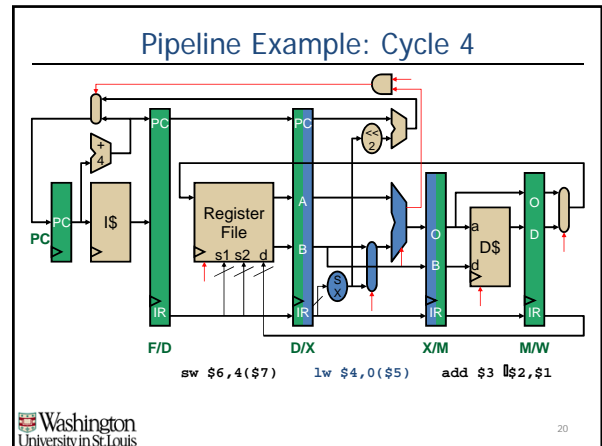 Pipeline Example: Cycle 4
PC
PC
<<
2
+
4
PC
PC
I$
Register
File
s1 s2 d
A
B
S
X
O
B
a
d
D$
O
D
IR
IR
IR
IR
F/D
D/X
X/M
M/W
sw $6,4($7)
lw $4,0($5)
add $3 $2,$1
Washington
University in St.Louis
20